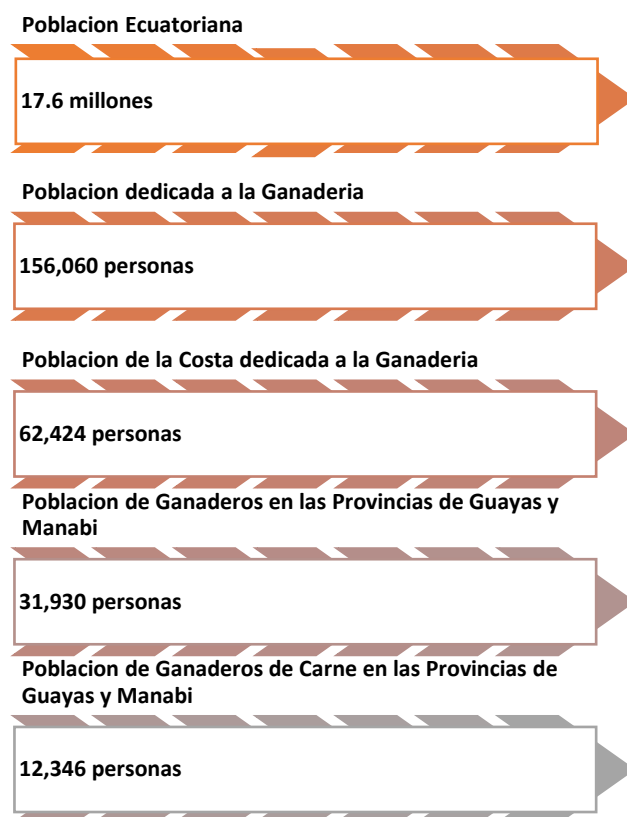 Poblacion Ecuatoriana
17.6 millones
Poblacion dedicada a la Ganaderia
156,060 personas
Poblacion de la Costa dedicada a la Ganaderia
62,424 personas
Poblacion de Ganaderos en las Provincias de Guayas y
Manabi
31,930 personas
Poblacion de Ganaderos de Carne en las Provincias de
Guayas y Manabi
12,346 personas